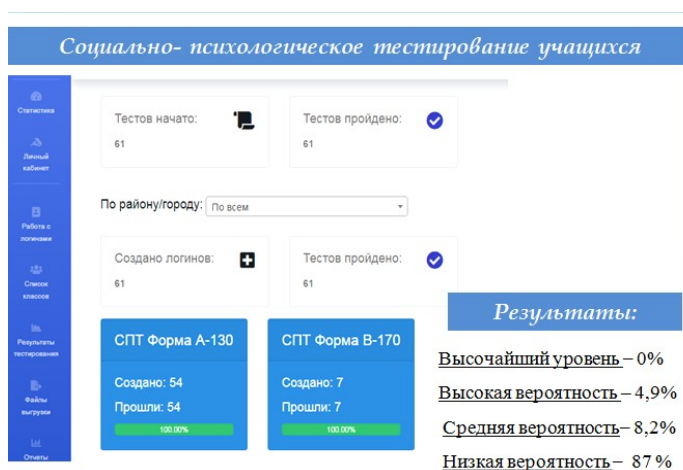 Социально- психологическое тестирование учащихся
Статистика
Личный
кабинет
Работа с
логинами
Список
классов
Результаты
тестирования
Файлы
выгрузки
Отчеты
Тестов начато:
61
Тестов пройдено:
61
По району/городу: По всем
Создано логинов:
61
Тестов пройдено:
61
СПТ Форма А-130
Создано: 54
Прошли: 54
100.00%
СПТ Форма В-170
Создано: 7
Прошли: 7
100.00%
Результаты:
Высочайший уровень – 0%
Высокая вероятность – 4,9%
Средняя вероятность– 8,2%
Низкая вероятность – 87 %